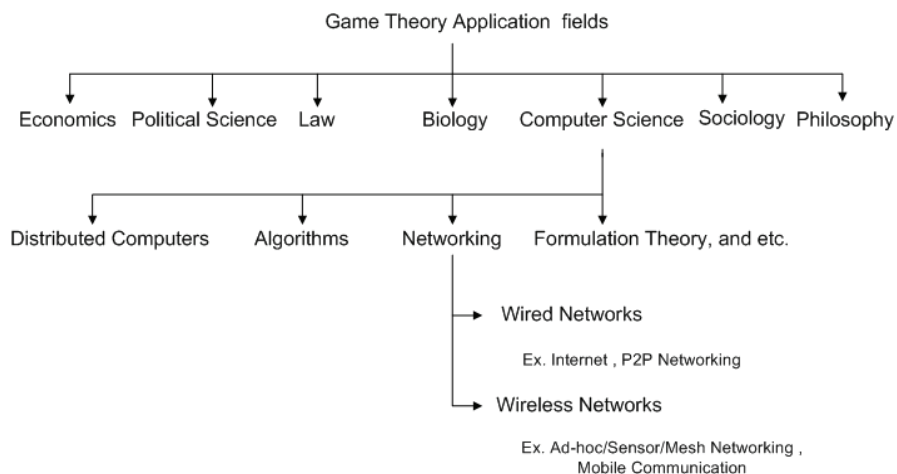 Game Theory Application fields
Economics Political Science Law Biology Computer Science Sociology Philosophy
Distributed Computers Algorithms Networking Formulation Theory, and etc.
Wired Networks
Ex. Internet , P2P Networking
Wireless Networks
Ex. Ad-hoc/Sensor/Mesh Networking ,
Mobile Communication